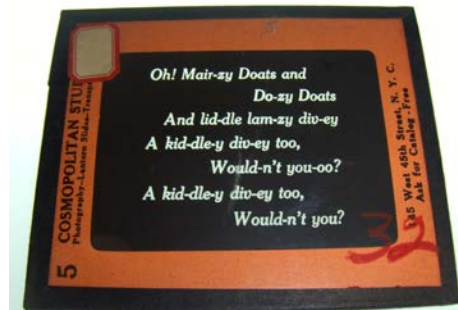 Oh! Mair-zy Doats and
Do-zy Doats
And lid-dle lam-zy div-ey
A kid-dle-y div-ey too,
Would-n't you-oo?
A kid-dle-y div-ey too,
Would-n't you?
5 COSMOPOLITAN STUD
Photography-Lantern Slides-Transpa
145 West 45th Street, N. Y. C.
Ask for Catalog - Free
32